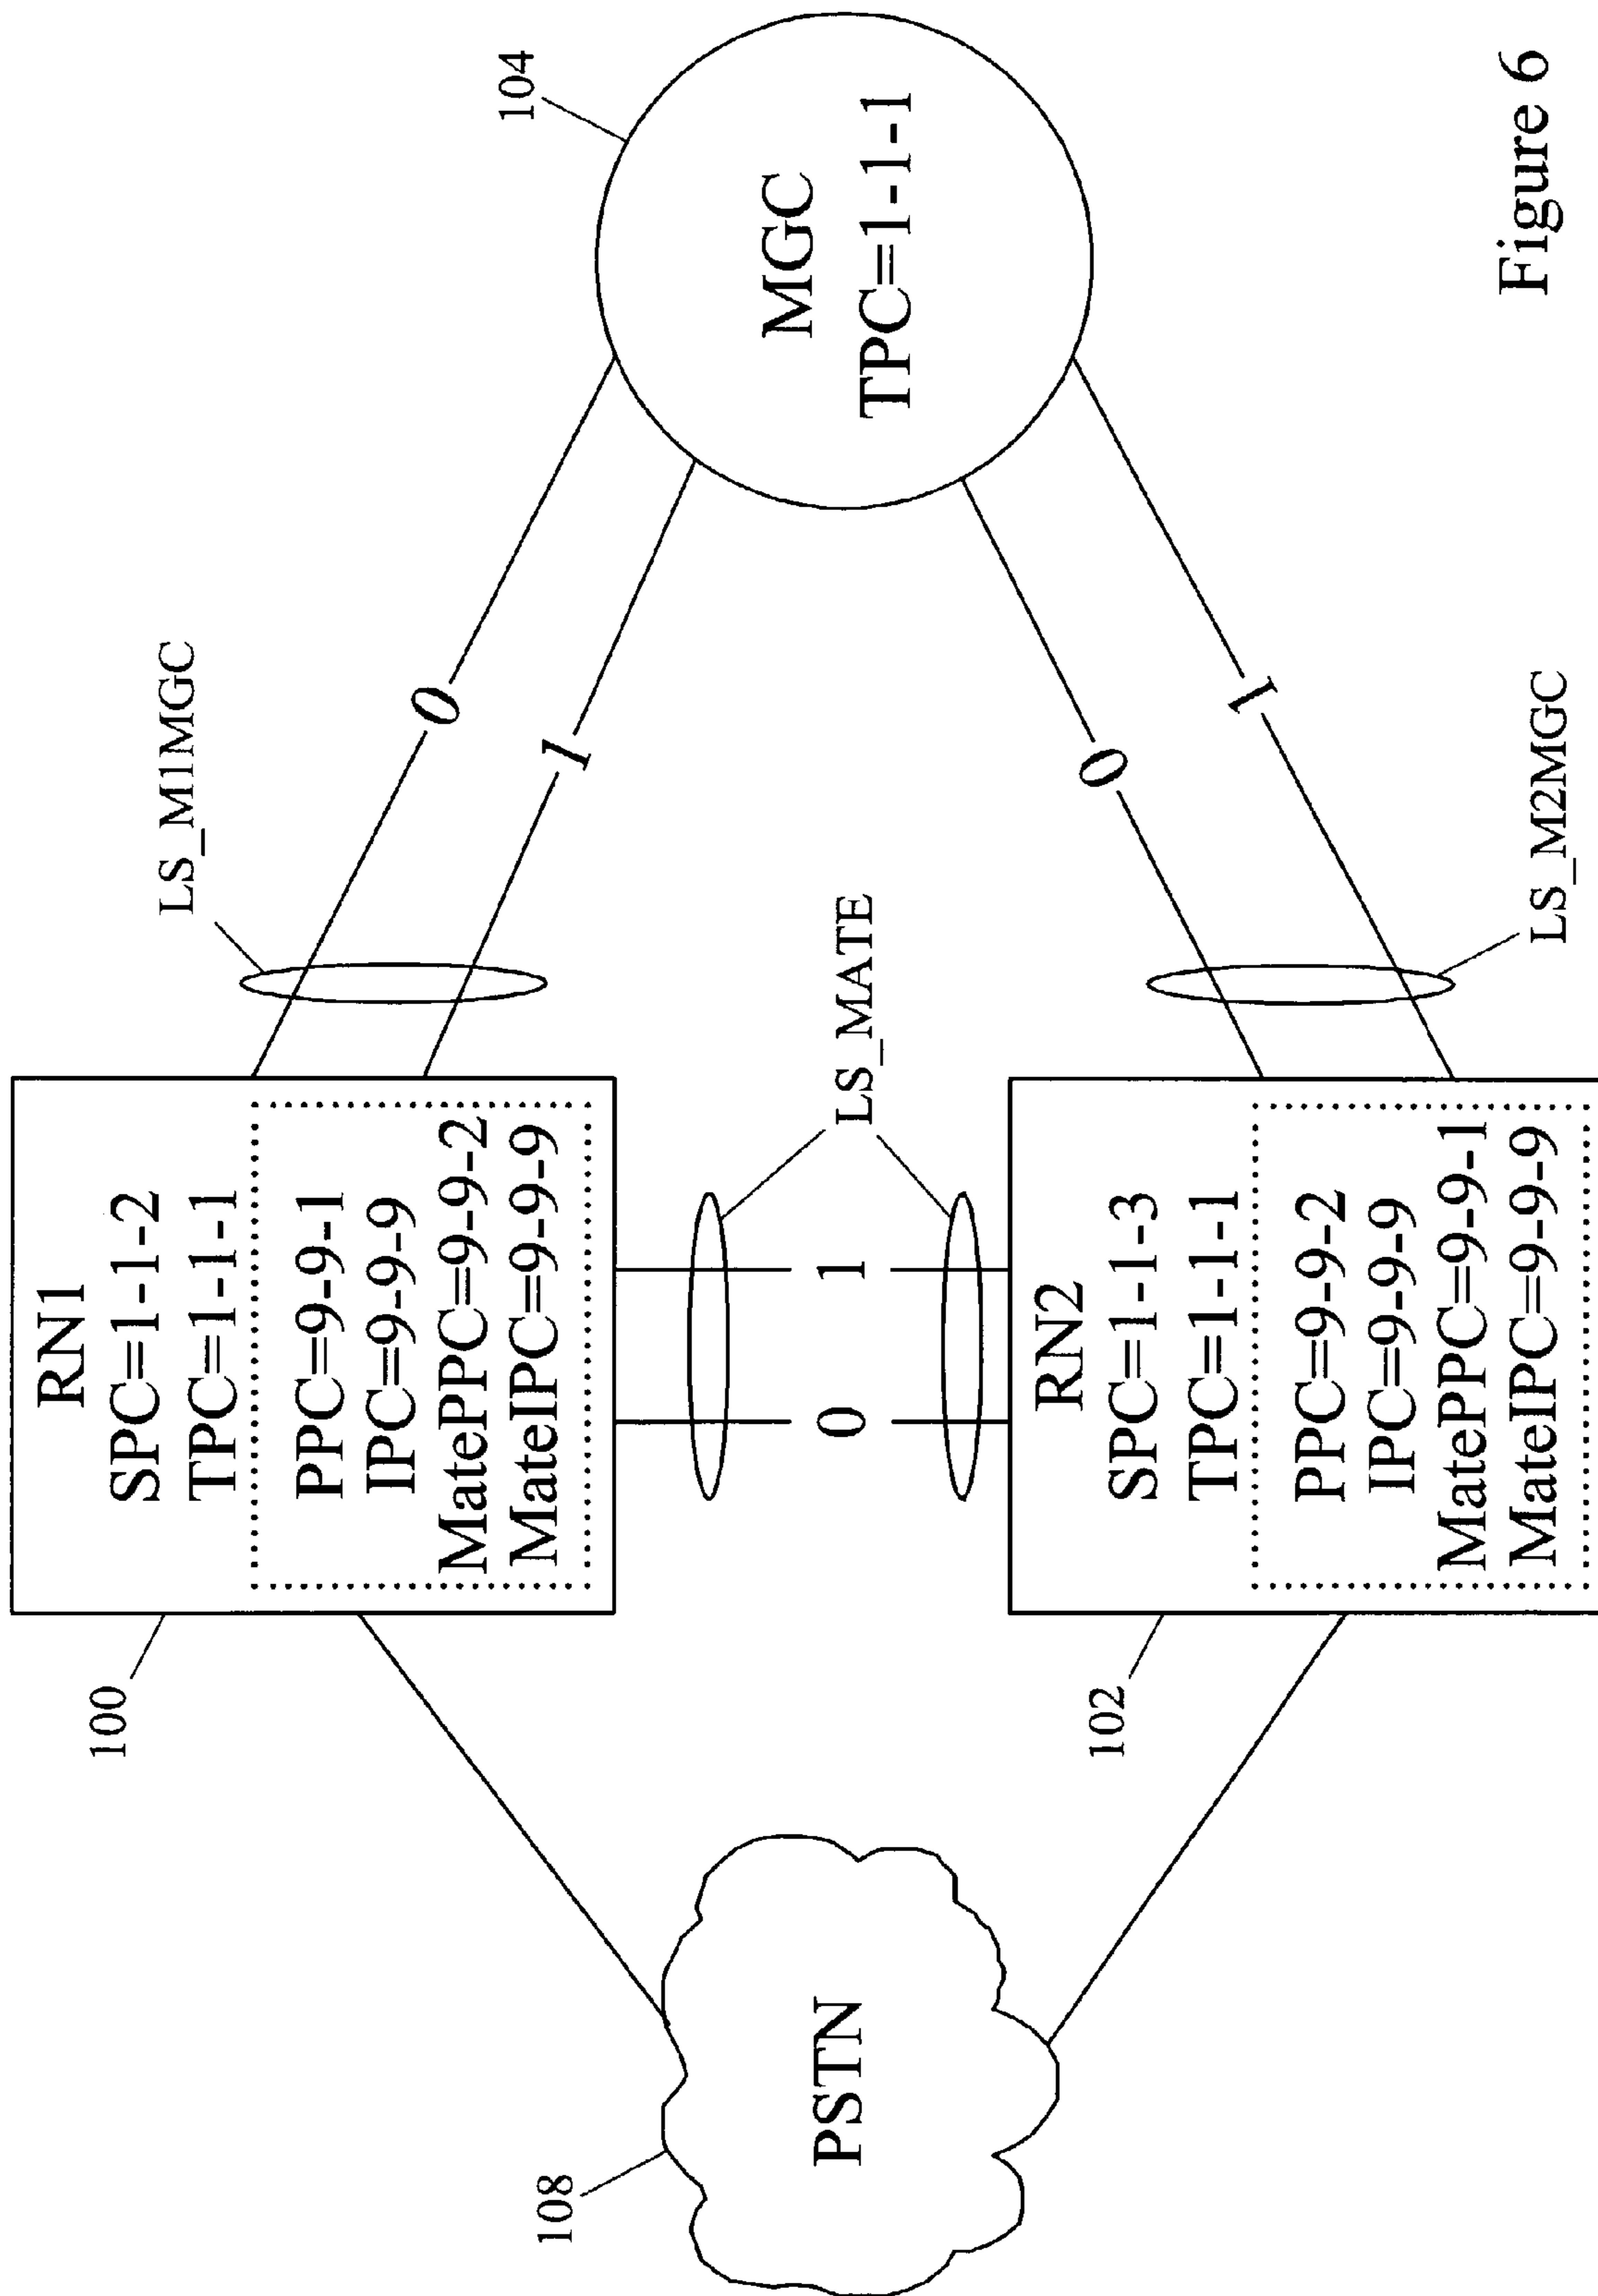 100
RN1
SPC=1-1-2
TPC=1-1-1
PPC=9-9-1
IPC=9-9-9
MatePPC=9-9-2
MateIPC=9-9-9
LS_M1MGC
0
1
104
MGC
TPC=1-1-1
108
PSTN
0
1
LS_MATE
102
RN2
SPC=1-1-3
TPC=1-1-1
PPC=9-9-2
IPC=9-9-9
MatePPC=9-9-1
MateIPC=9-9-9
0
1
LS_M2MGC
Figure 6